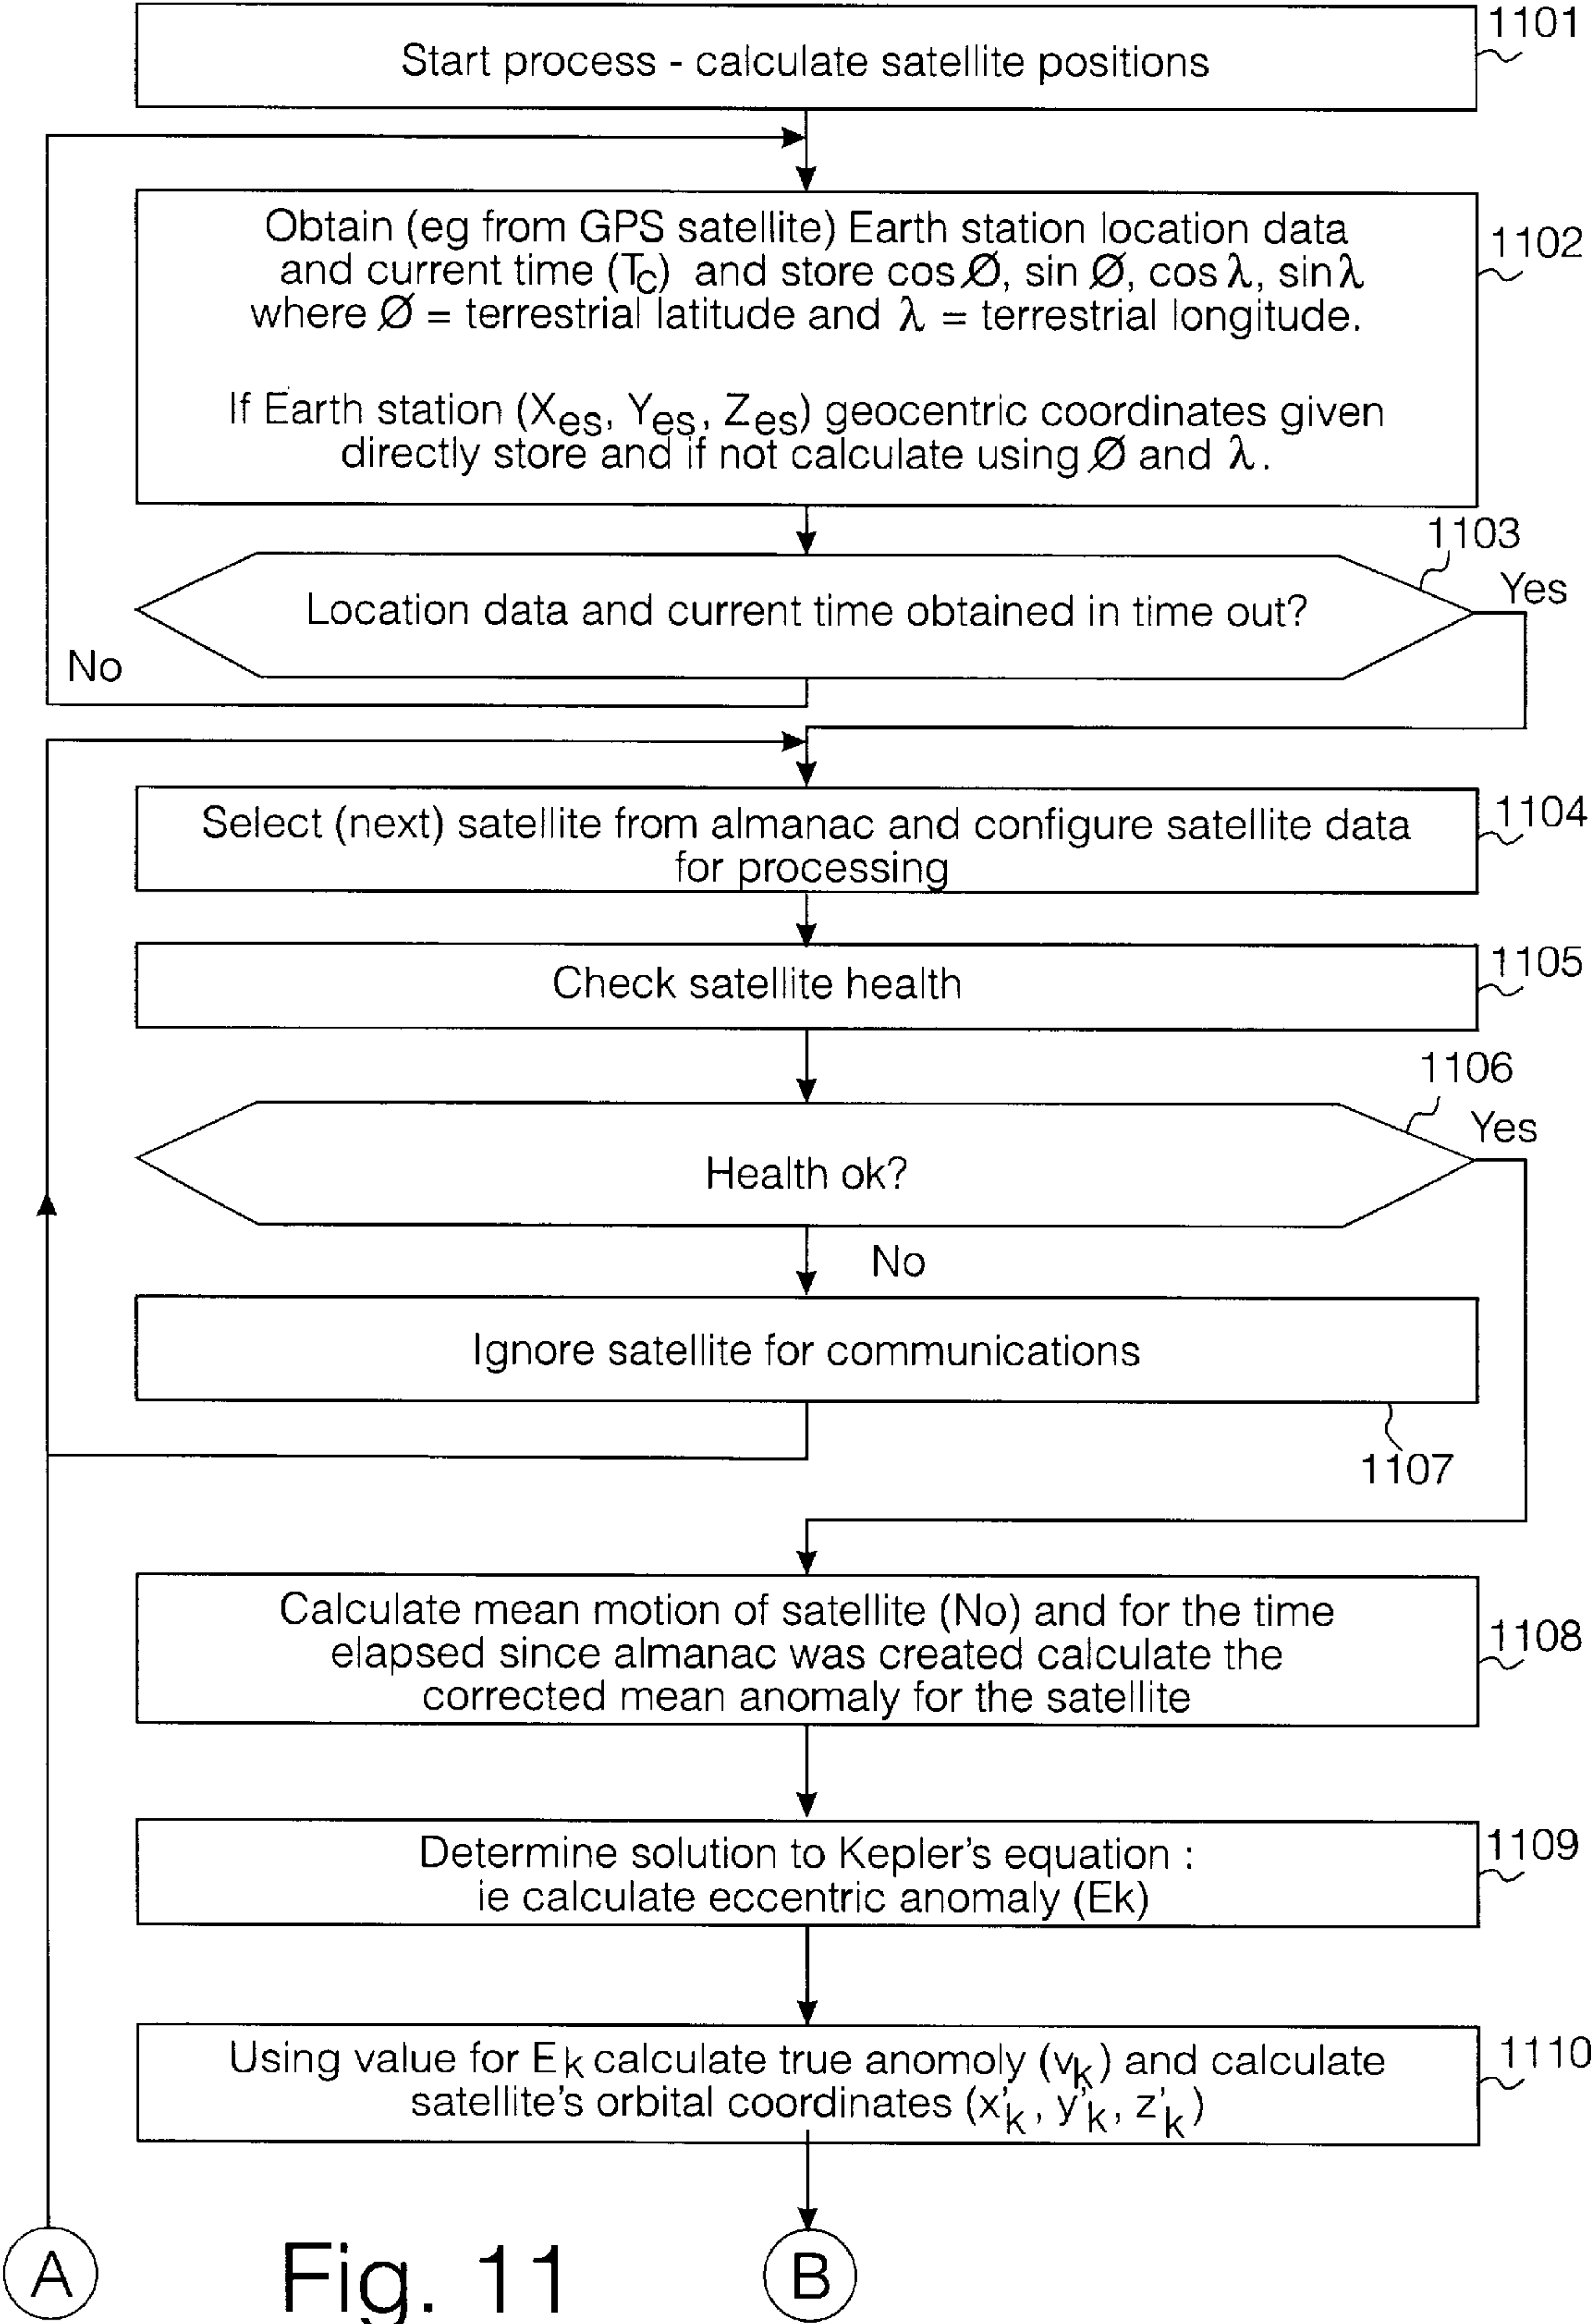 1101
Start process - calculate satellite positions
Obtain (eg from GPS satellite) Earth station location data
and current time (Tc) and store cos Ø, sin Ø, cos λ, sin λ
where Ø = terrestrial latitude and λ = terrestrial longitude.
1102
If Earth station (Xes, Yes, Zes) geocentric coordinates given
directly store and if not calculate using Ø and λ.
1103
Yes
Location data and current time obtained in time out?
No
1104
Select (next) satellite from almanac and configure satellite data
for processing
1105
Check satellite health
1106
Yes
Health ok?
No
Ignore satellite for communications
1107
Calculate mean motion of satellite (No) and for the time
elapsed since almanac was created calculate the
corrected mean anomaly for the satellite
1108
Determine solution to Kepler's equation :
ie calculate eccentric anomaly (Ek)
1109
Using value for Ek calculate true anomoly (vk) and calculate
satellite's orbital coordinates (x'k, y'k, z'k)
1110
A
Fig. 11
B